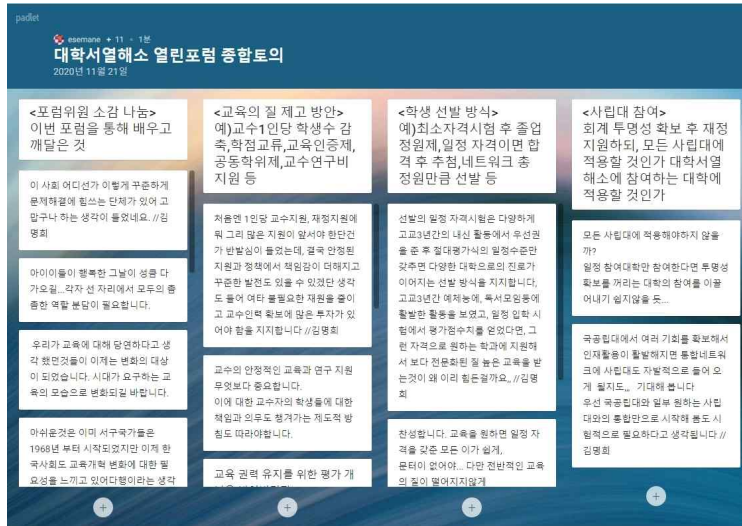 padlet
esemane + 11 • 1분
대학서열해소 열린포럼 종합토의
2020년 11월 21일
<포럼위원 소감 나눔>
이번 포럼을 통해 배우고
깨달은 것
이 사회 어디선가 이렇게 꾸준하게
문제해결에 힘쓰는 단체가 있어 고
맙구나 하는 생각이 들었네요. //김
명희
아이이들이 행복한 그날이 성큼 다
가오길...각자 선 자리에서 모두의 촘
촘한 역할 분담이 필요합니다.
우리가 교육에 대해 당연하다고 생
각 했던것들이 이제는 변화의 대상
이 되었습니다. 시대가 요구하는 교
육의 모습으로 변화되길 바랍니다.
아쉬운것은 이미 서구국가들은
1968년 부터 시작되었지만 이제 한
국사회도 교육개혁 변화에 대한 필
요성을 느끼고 있어다행이라는 생각
<교육의 질 제고 방안>
예)교수1인당 학생수 감
축,학점교류,교육인증제,
공동학위제,교수연구비
지원 등
처음엔 1인당 교수지원, 재정지원에
뭐 그리 많은 지원이 앞서야 한단건
가 반발심이 들었는데, 결국 안정된
지원과 정책에서 책임감이 더해지고
꾸준한 발전도 있을 수 있겠단 생각
도 들어 여타 불필요한 재원을 줄이
고 교수인력 확보에 많은 투자가 있
어야 함을 지지합니다 //김명희
교수의 안정적인 교육과 연구 지원
무엇보다 중요합니다.
이에 대한 교수자의 학생들에 대한
책임과 의무도 챙겨가는 제도적 방
침도 따라야합니다.
교육 권력 유지를 위한 평가 개
<학생 선발 방식>
예)최소자격시험 후 졸업
정원제,일정 자격이면 합
격 후 추첨,네트워크 총
정원만큼 선발 등
선발의 일정 자격시험은 다양하게
고교3년간의 내신 활동에서 우선권
을 준 후 절대평가식의 일정수준만
갖추면 다양한 대학으로의 진로가
이어지는 선발 방식을 지지합니다,
고교3년간 예체능에, 독서모임등에
활발한 활동을 보였고, 일정 입학 시
험에서 평가점수지를 얻었다면, 그
런 자격으로 원하는 학과에 지원해
서 보다 전문화된 질 높은 교육을 받
는것이 왜 이리 힘든걸까요,, //김명
희
찬성합니다. 교육을 원하면 일정 자
격을 갖춘 모든 이가 쉽게,
문턱이 없어야... 다만 전반적인 교육
의 질이 떨어지지않게
<사립대 참여>
회계 투명성 확보 후 재정
지원하되, 모든 사립대에
적용할 것인가 대학서열
해소에 참여하는 대학에
적용할 것인가
모든 사립대에 적용해야하지 않을
까?
일정 참여대학만 참여한다면 투명성
확보를 꺼리는 대학의 참여를 이끌
어내기 쉽지않을 듯...
국공립대에서 여러 기회를 확보해서
인재활용이 활발해지면 통합네트워
크에 사립대도 자발적으로 들어 오
게 될지도,,, 기대해 봅니다
우선 국공립대와 일부 원하는 사립
대와의 통합만으로 시작해 봄도 시
험적으로 필요하다고 생각됩니다 //
김명희